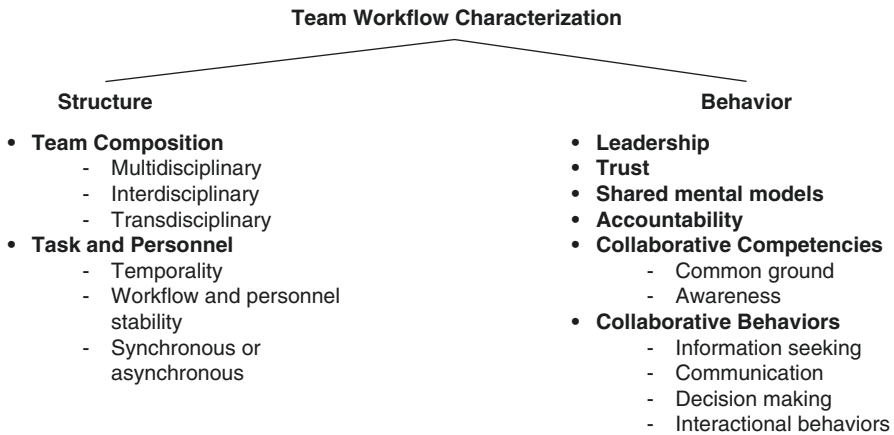 Team Workflow Characterization
Structure
• Team Composition
- Multidisciplinary
- Interdisciplinary
- Transdisciplinary
• Task and Personnel
- Temporality
- Workflow and personnel
stability
- Synchronous or
asynchronous
Behavior
• Leadership
• Trust
• Shared mental models
• Accountability
• Collaborative Competencies
- Common ground
- Awareness
• Collaborative Behaviors
- Information seeking
- Communication
- Decision making
- Interactional behaviors